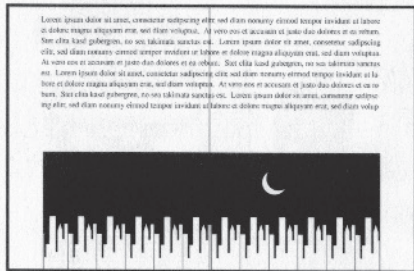 Lorem ipsum dolor sit amet, consetetur sadipscing elitr, sed diam nonumy eirmod tempor invidunt ut labore
et dolore magna aliquyam erat, sed diam voluptua. At vero eos et accusam et justo duo dolores et ea rebum.
Stet clita kasd gubergren, no sea takimata sanctus est. Lorem ipsum dolor sit amet, consetetur sadipscing
elitr, sed diam nonumy eirmod tempor invidunt ut labore et dolore magna aliquyam erat, sed diam voluptua.
At vero eos et accusam et justo duo dolores et ea rebum. Stet clita kasd gubergren, no sea takimata sanctus
est. Lorem ipsum dolor sit amet, consetetur sadipscing elitr, sed diam nonumy eirmod tempor invidunt ut la-
bore et dolore magna aliquyam erat, sed diam voluptua. At vero eos et accusam et justo duo dolores et ea re-
bum. Stet clita kasd gubergren, no sea takimata sanctus est. Lorem ipsum dolor sit amet, consetetur sadipsc-
ing elitr, sed diam nonumy eirmod tempor invidunt ut labore et dolore magna aliquyam erat, sed diam volup